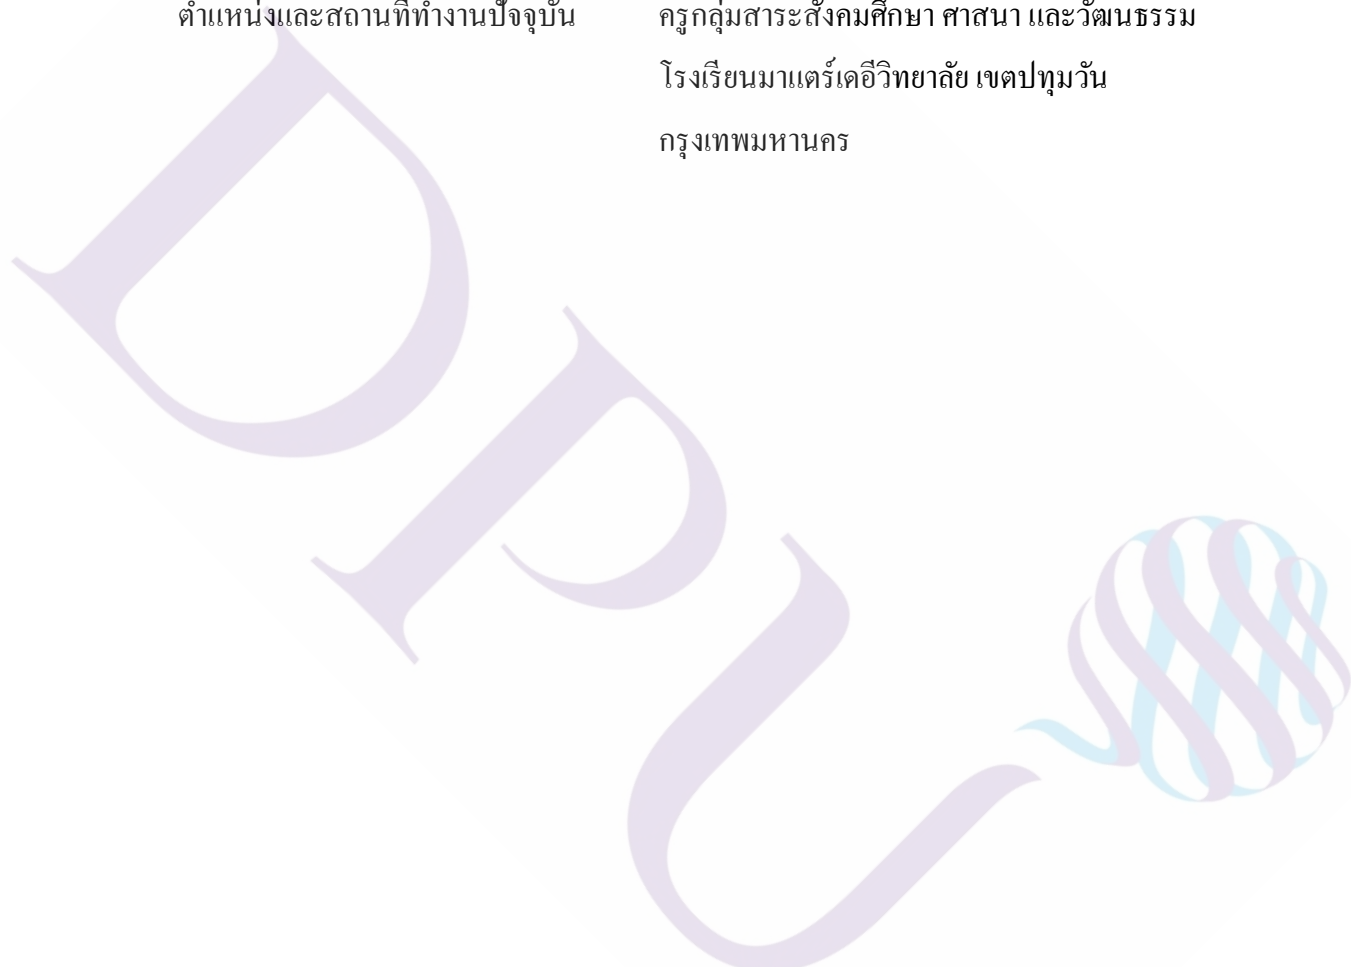 ตำแหน่งและสถานที่ทำงานปัจจุบัน ครูกลุ่มสาระสังคมศึกษา ศาสนา และวัฒนธรรม
โรงเรียนมาแตร์เดอีวิทยาลัย เขตปทุมวัน
กรุงเทพมหานคร
DPU